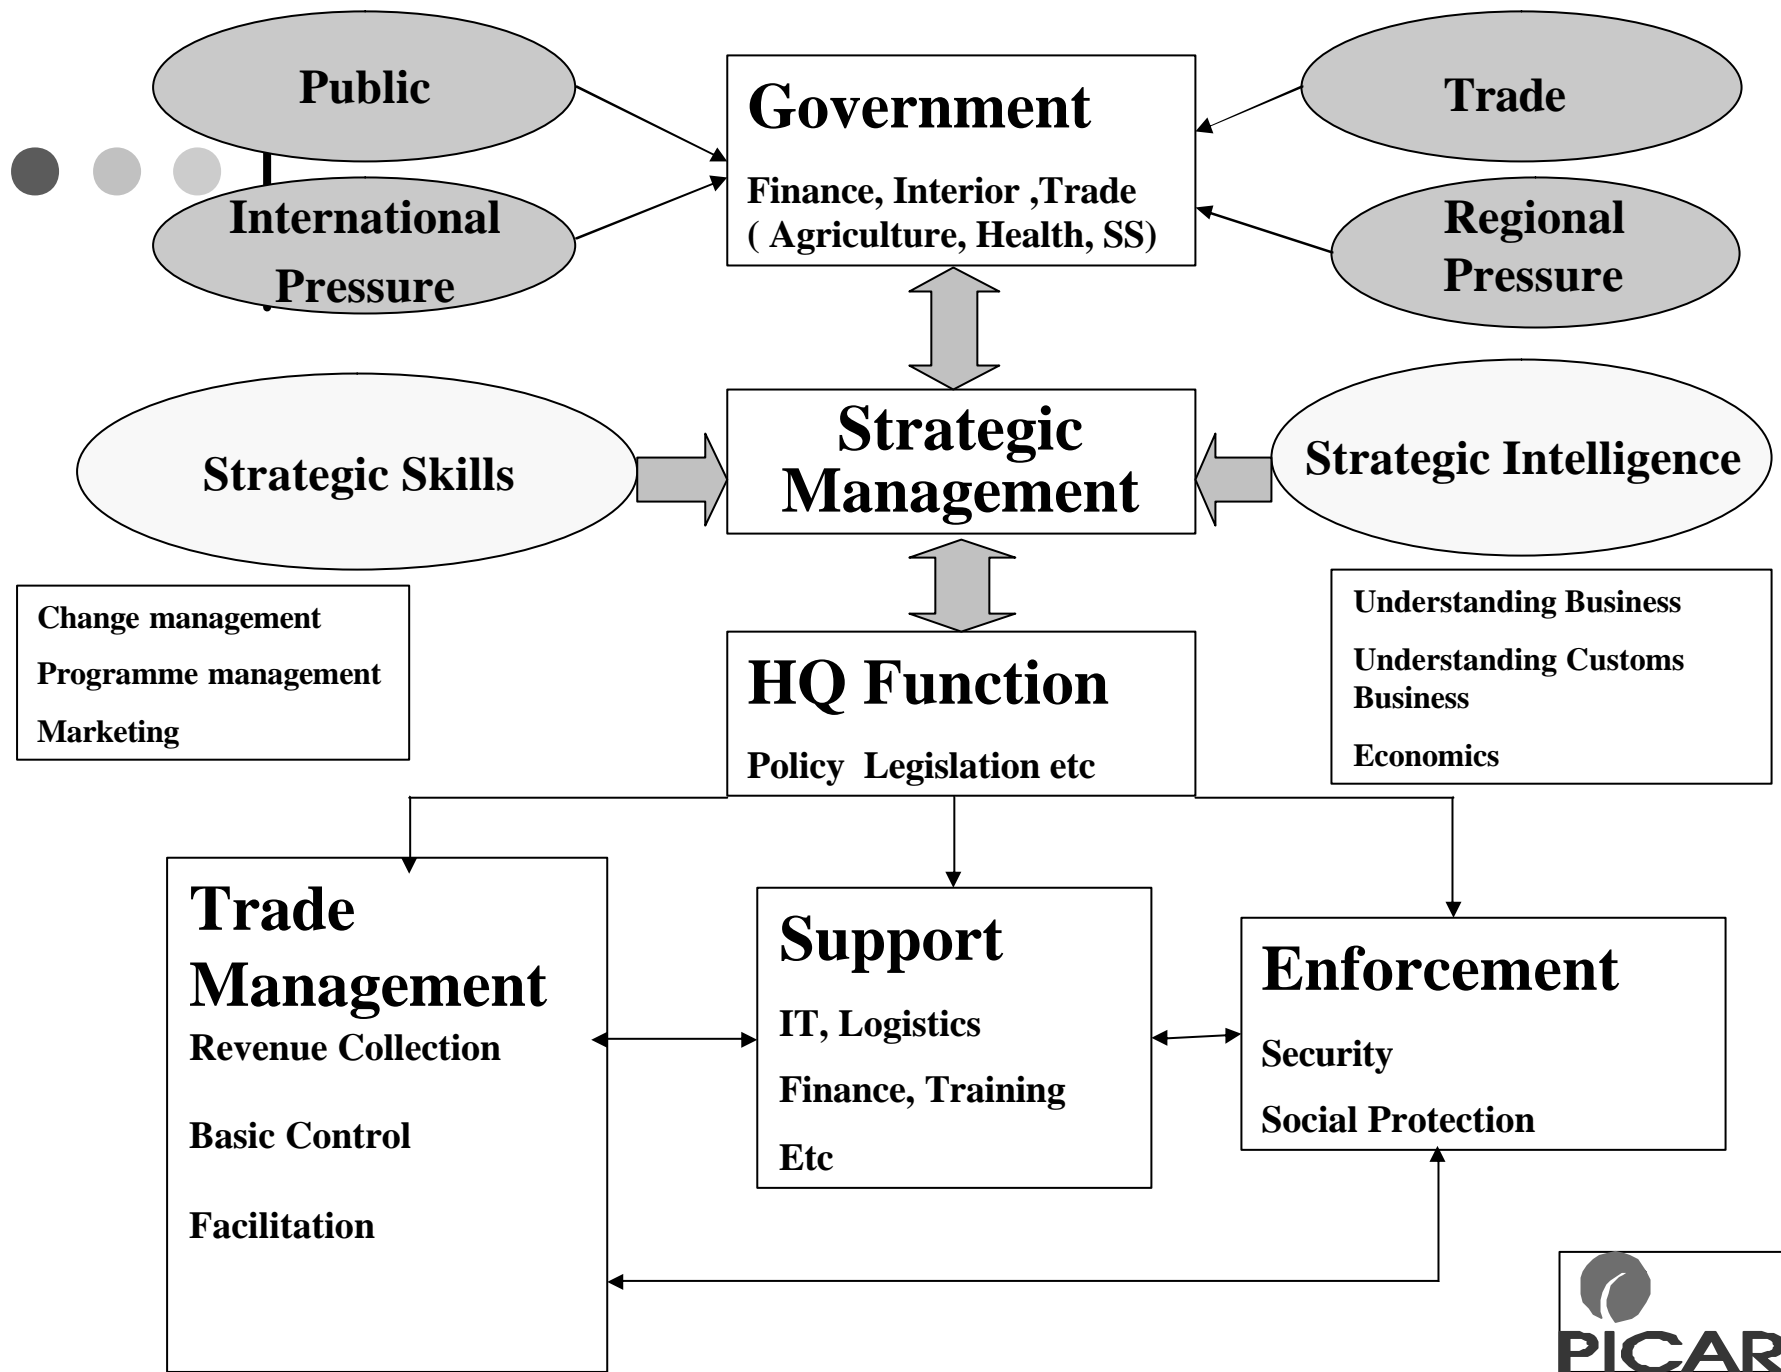 Public
Government
Trade
Finance, Interior ,Trade
( Agriculture, Health, SS)
International
Pressure
Regional
Pressure
Strategic Skills
Strategic
Management
Strategic Intelligence
Change management
Programme management
Marketing
HQ Function
Policy  Legislation etc
Understanding Business
Understanding Customs
Business
Economics
Trade
Management
Revenue Collection
Basic Control
Facilitation
Support
IT, Logistics
Finance, Training
Etc
Enforcement
Security
Social Protection
PICAR